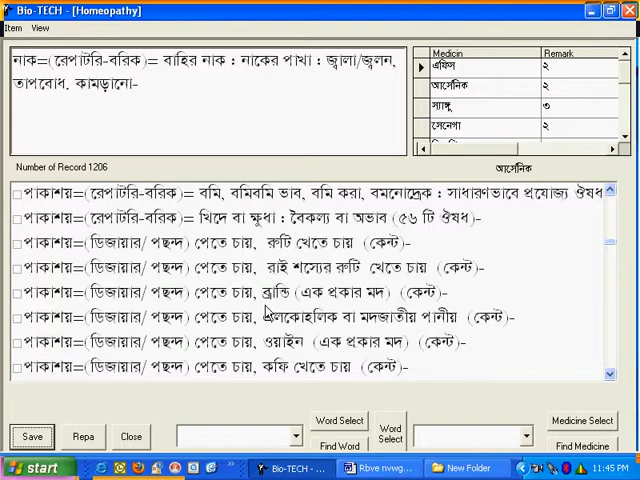 Bio-TECH - [Homeopathy]
Item View
নাক=(রেপাটরি-বরিক)= বাহির নাক : নাকের পাখা : জ্বালা/জ্বলন,
তাপবোধ. কামড়ানো-
Medicin Remark
এফিস ২
আর্সেনিক ২
স্যাঙ্গু ৩
সেনেগা ২
Number of Record 1206
আর্সেনিক
পাকাশয়=(রেপাটরি-বরিক)= বমি, বমিবমি ভাব, বমি করা, বমনোদ্রেক : সাধারণভাবে প্রযোজ্য ঔষধ
পাকাশয়=(রেপাটরি-বরিক)= খিদে বা ক্ষুধা : বৈকল্য বা অভাব (৫৬ টি ঔষধ)-
পাকাশয়=(ডিজায়ার/ পছন্দ) পেতে চায়, রুটি খেতে চায় (কেন্ট)-
পাকাশয়=(ডিজায়ার/ পছন্দ) পেতে চায়, রাই শস্যের রুটি খেতে চায় (কেন্ট)-
পাকাশয়=(ডিজায়ার/ পছন্দ) পেতে চায়, ব্রান্ডি (এক প্রকার মদ) (কেন্ট)-
পাকাশয়=(ডিজায়ার/ পছন্দ) পেতে চায়, এলকোহলিক বা মদজাতীয় পানীয় (কেন্ট)-
পাকাশয়=(ডিজায়ার/ পছন্দ) পেতে চায়, ওয়াইন (এক প্রকার মদ) (কেন্ট)-
পাকাশয়=(ডিজায়ার/ পছন্দ) পেতে চায়, কফি খেতে চায় (কেন্ট)-
Save Repa Close Word Select Word Select Medicine Select
Find Word Find Medicine
start Bio-TECH - ... Rbve nvwg... New Folder 11:45 PM